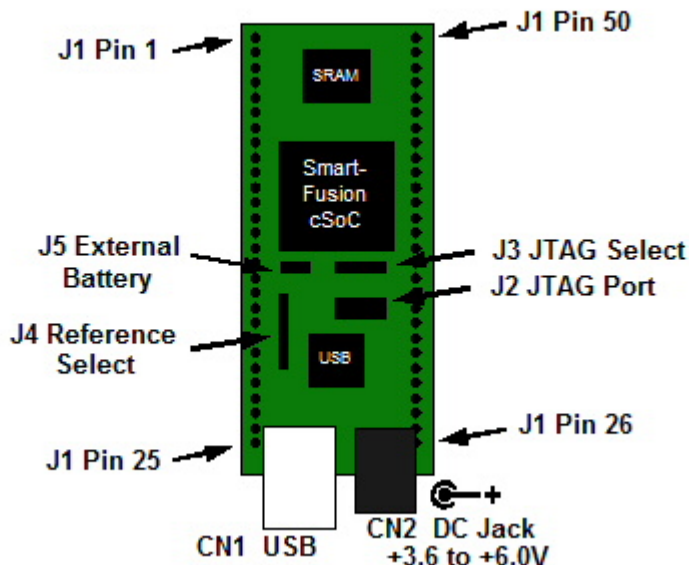 J1 Pin 1
J1 Pin 50
SRAM
Smart-
Fusion
cSoC
J5 External
Battery
J3 JTAG Select
J2 JTAG Port
J4 Reference
Select
USB
J1 Pin 25
J1 Pin 26
CN1 USB
CN2 DC Jack
+3.6 to +6.0V
+